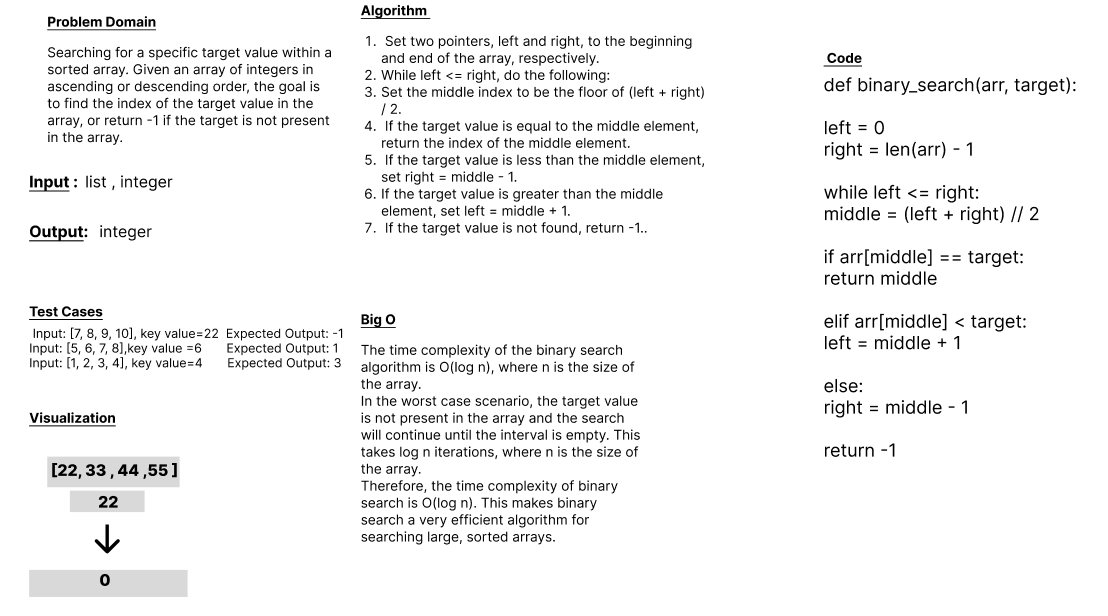 Problem Domain
Searching for a specific target value within a
sorted array. Given an array of integers in
ascending or descending order, the goal is
to find the index of the target value in the
array, or return -1 if the target is not present
in the array.
Input : list , integer
Output: integer
Test Cases
Input: [7, 8, 9, 10], key value=22 Expected Output: -1
Input: [5, 6, 7, 8],key value =6 Expected Output: 1
Input: [1, 2, 3, 4], key value=4 Expected Output: 3
Visualization
[22, 33 , 44 ,55 ]
22
0
Algorithm
1. Set two pointers, left and right, to the beginning
and end of the array, respectively.
2. While left <= right, do the following:
3. Set the middle index to be the floor of (left + right)
/ 2.
4. If the target value is equal to the middle element,
return the index of the middle element.
5. If the target value is less than the middle element,
set right = middle - 1.
6. If the target value is greater than the middle
element, set left = middle + 1.
7. If the target value is not found, return -1..
Big O
The time complexity of the binary search
algorithm is O(log n), where n is the size of
the array.
In the worst case scenario, the target value
is not present in the array and the search
will continue until the interval is empty. This
takes log n iterations, where n is the size of
the array.
Therefore, the time complexity of binary
search is O(log n). This makes binary
search a very efficient algorithm for
searching large, sorted arrays.
Code
def binary_search(arr, target):
left = 0
right = len(arr) - 1
while left <= right:
middle = (left + right) // 2
if arr[middle] == target:
return middle
elif arr[middle] < target:
left = middle + 1
else:
right = middle - 1
return -1